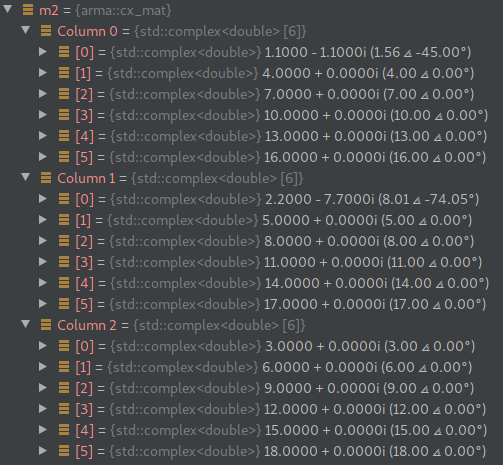 m2 = {arma::cx_mat}
Column 0 = {std::complex<double> [6]}
[0] = {std::complex<double>} 1.1000 - 1.1000i (1.56 ∡ -45.00°)
[1] = {std::complex<double>} 4.0000 + 0.0000i (4.00 ∡ 0.00°)
[2] = {std::complex<double>} 7.0000 + 0.0000i (7.00 ∡ 0.00°)
[3] = {std::complex<double>} 10.0000 + 0.0000i (10.00 ∡ 0.00°)
[4] = {std::complex<double>} 13.0000 + 0.0000i (13.00 ∡ 0.00°)
[5] = {std::complex<double>} 16.0000 + 0.0000i (16.00 ∡ 0.00°)
Column 1 = {std::complex<double> [6]}
[0] = {std::complex<double>} 2.2000 - 7.7000i (8.01 ∡ -74.05°)
[1] = {std::complex<double>} 5.0000 + 0.0000i (5.00 ∡ 0.00°)
[2] = {std::complex<double>} 8.0000 + 0.0000i (8.00 ∡ 0.00°)
[3] = {std::complex<double>} 11.0000 + 0.0000i (11.00 ∡ 0.00°)
[4] = {std::complex<double>} 14.0000 + 0.0000i (14.00 ∡ 0.00°)
[5] = {std::complex<double>} 17.0000 + 0.0000i (17.00 ∡ 0.00°)
Column 2 = {std::complex<double> [6]}
[0] = {std::complex<double>} 3.0000 + 0.0000i (3.00 ∡ 0.00°)
[1] = {std::complex<double>} 6.0000 + 0.0000i (6.00 ∡ 0.00°)
[2] = {std::complex<double>} 9.0000 + 0.0000i (9.00 ∡ 0.00°)
[3] = {std::complex<double>} 12.0000 + 0.0000i (12.00 ∡ 0.00°)
[4] = {std::complex<double>} 15.0000 + 0.0000i (15.00 ∡ 0.00°)
[5] = {std::complex<double>} 18.0000 + 0.0000i (18.00 ∡ 0.00°)